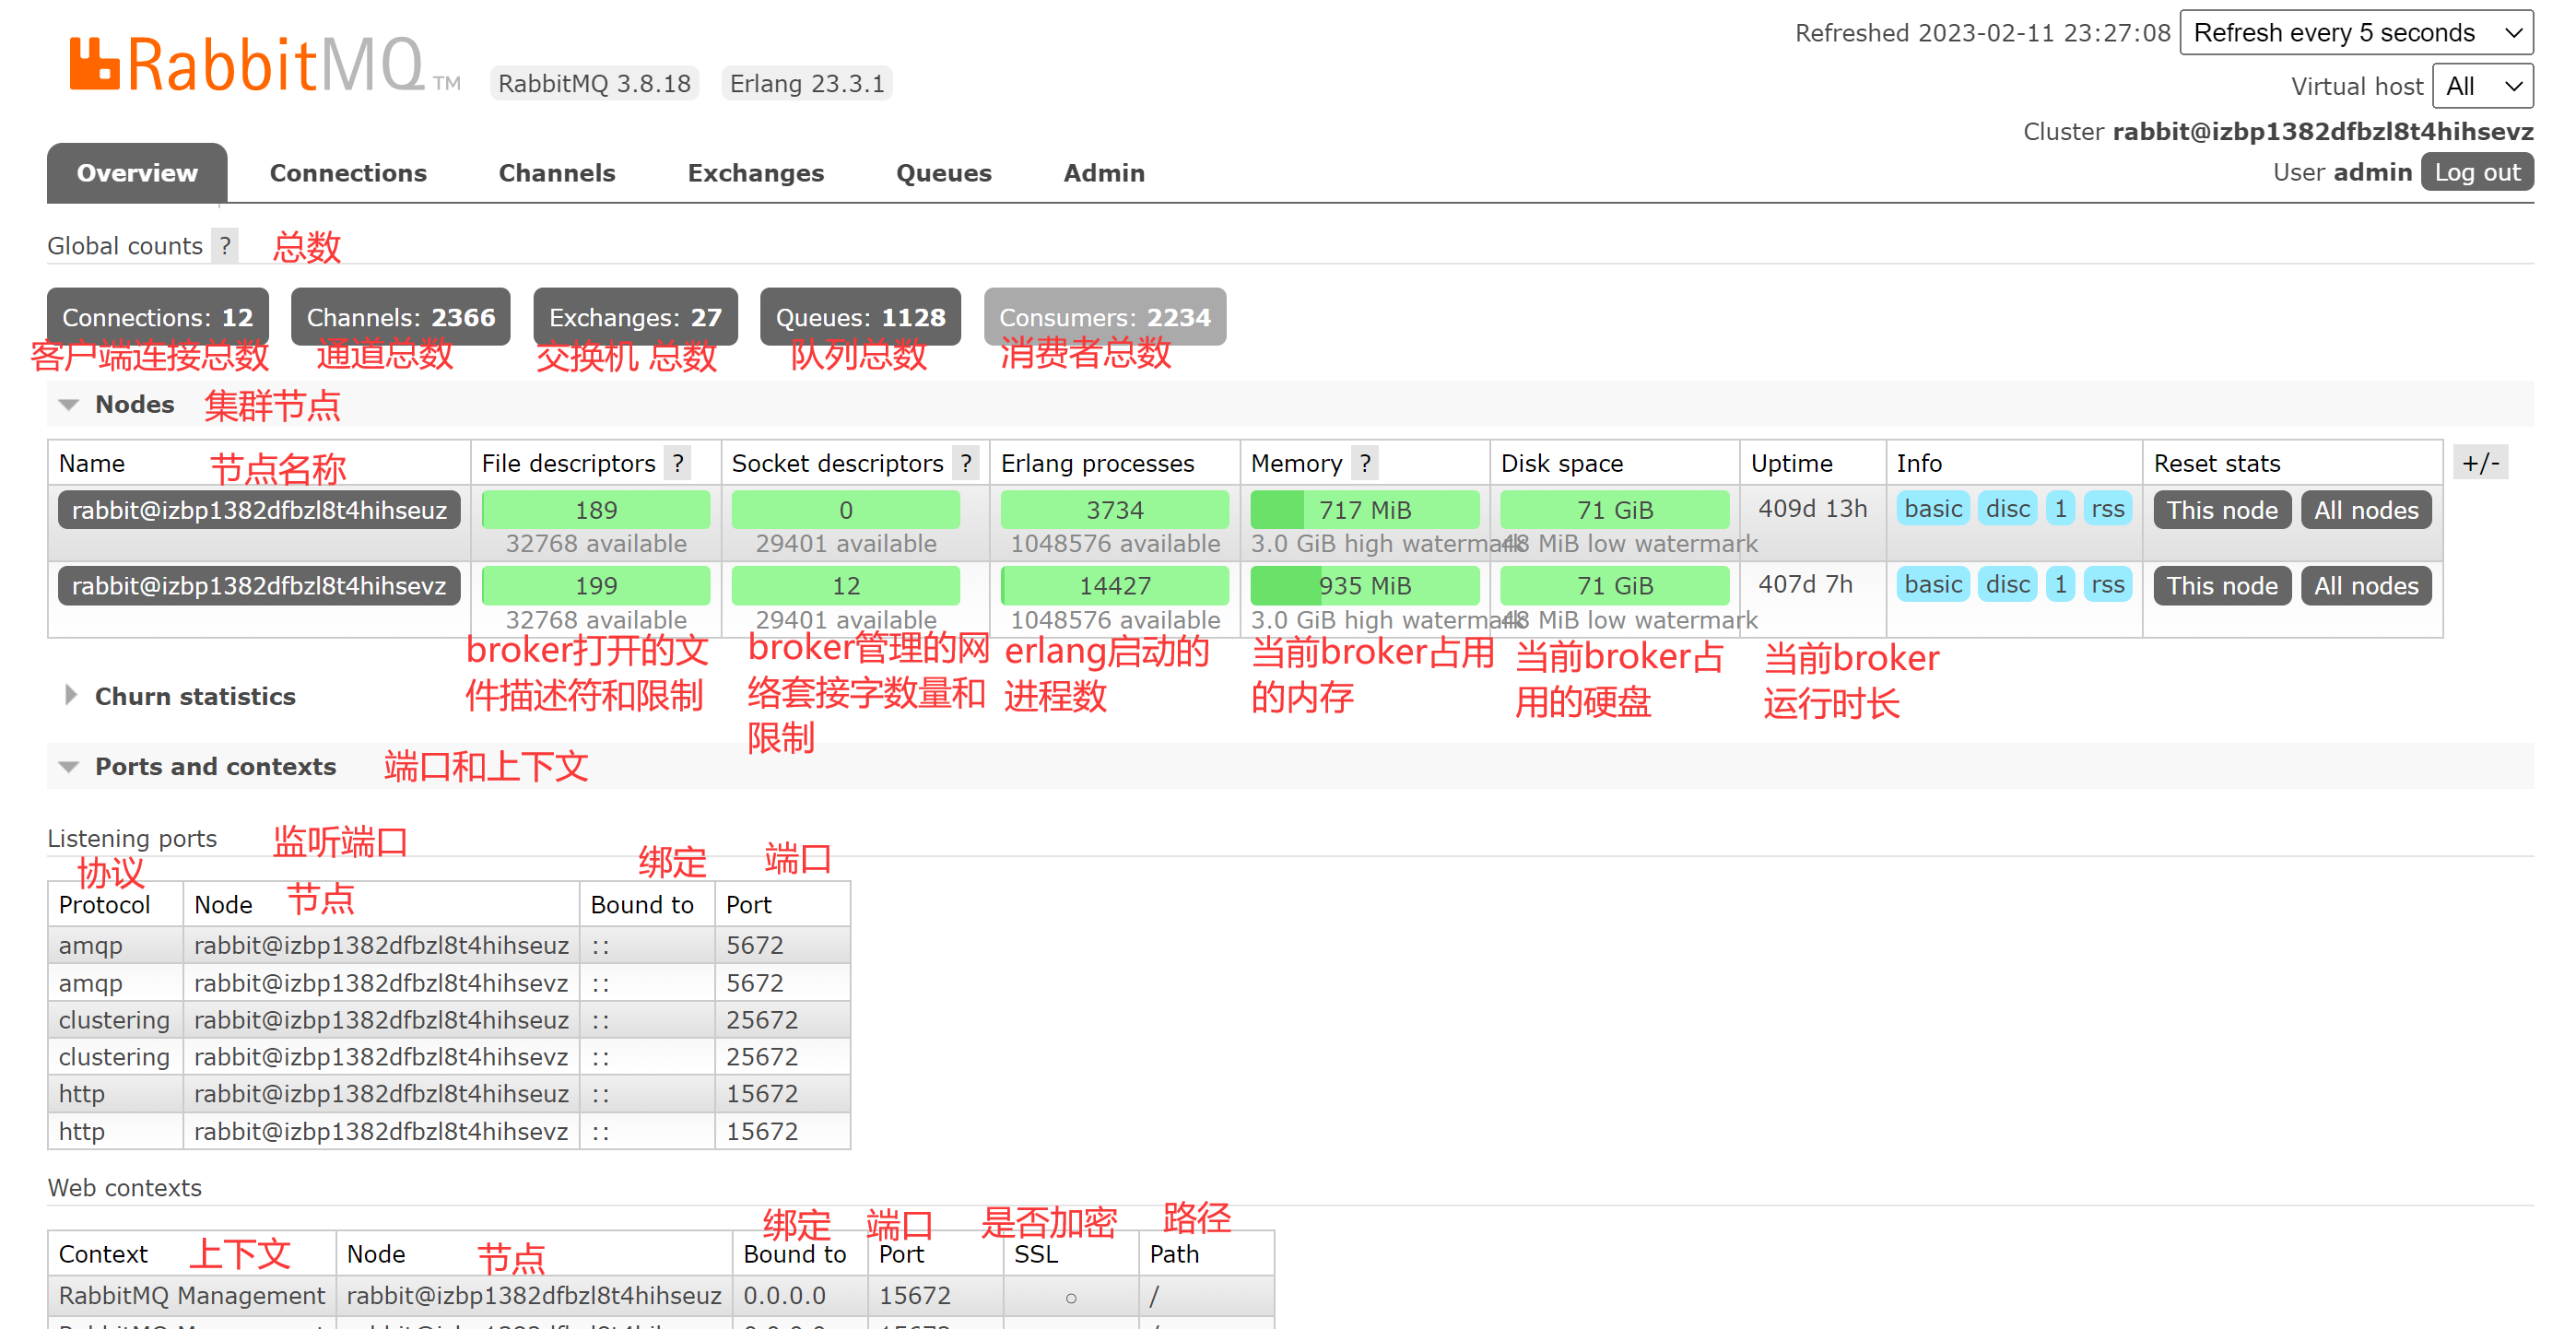 RabbitMQ TM RabbitMQ 3.8.18 Erlang 23.3.1
Refreshed 2023-02-11 23:27:08 Refresh every 5 seconds
Virtual host All
Cluster rabbit@izbp1382dfbzl8t4hihsevz
User admin Log out
Overview Connections Channels Exchanges Queues Admin
Global counts ? 总数
Connections: 12 Channels: 2366 Exchanges: 27 Queues: 1128 Consumers: 2234
客户端连接总数 通道总数 交换机 总数 队列总数 消费者总数
Nodes 集群节点
Name 节点名称 File descriptors ? Socket descriptors ? Erlang processes Memory ? Disk space Uptime Info Reset stats +/-
rabbit@izbp1382dfbzl8t4hihseuz 189 0 3734 717 MiB 71 GiB 409d 13h basic disc 1 rss This node All nodes
32768 available 29401 available 1048576 available 3.0 GiB high watermark 48 MiB low watermark
rabbit@izbp1382dfbzl8t4hihsevz 199 12 14427 935 MiB 71 GiB 407d 7h basic disc 1 rss This node All nodes
32768 available 29401 available 1048576 available 3.0 GiB high watermark 48 MiB low watermark
broker打开的文
件描述符和限制
broker管理的网
络套接字数量和
限制
erlang启动的
进程数
当前broker占用
的内存
当前broker占
用的硬盘
当前broker
运行时长
Churn statistics
Ports and contexts 端口和上下文
Listening ports 监听端口
协议 节点 绑定 端口
Protocol Node Bound to Port
amqp rabbit@izbp1382dfbzl8t4hihseuz :: 5672
amqp rabbit@izbp1382dfbzl8t4hihsevz :: 5672
clustering rabbit@izbp1382dfbzl8t4hihseuz :: 25672
clustering rabbit@izbp1382dfbzl8t4hihsevz :: 25672
http rabbit@izbp1382dfbzl8t4hihseuz :: 15672
http rabbit@izbp1382dfbzl8t4hihsevz :: 15672
Web contexts
绑定 端口 是否加密 路径
Context 上下文 Node 节点 Bound to Port SSL Path
RabbitMQ Management rabbit@izbp1382dfbzl8t4hihseuz 0.0.0.0 15672 ○ /